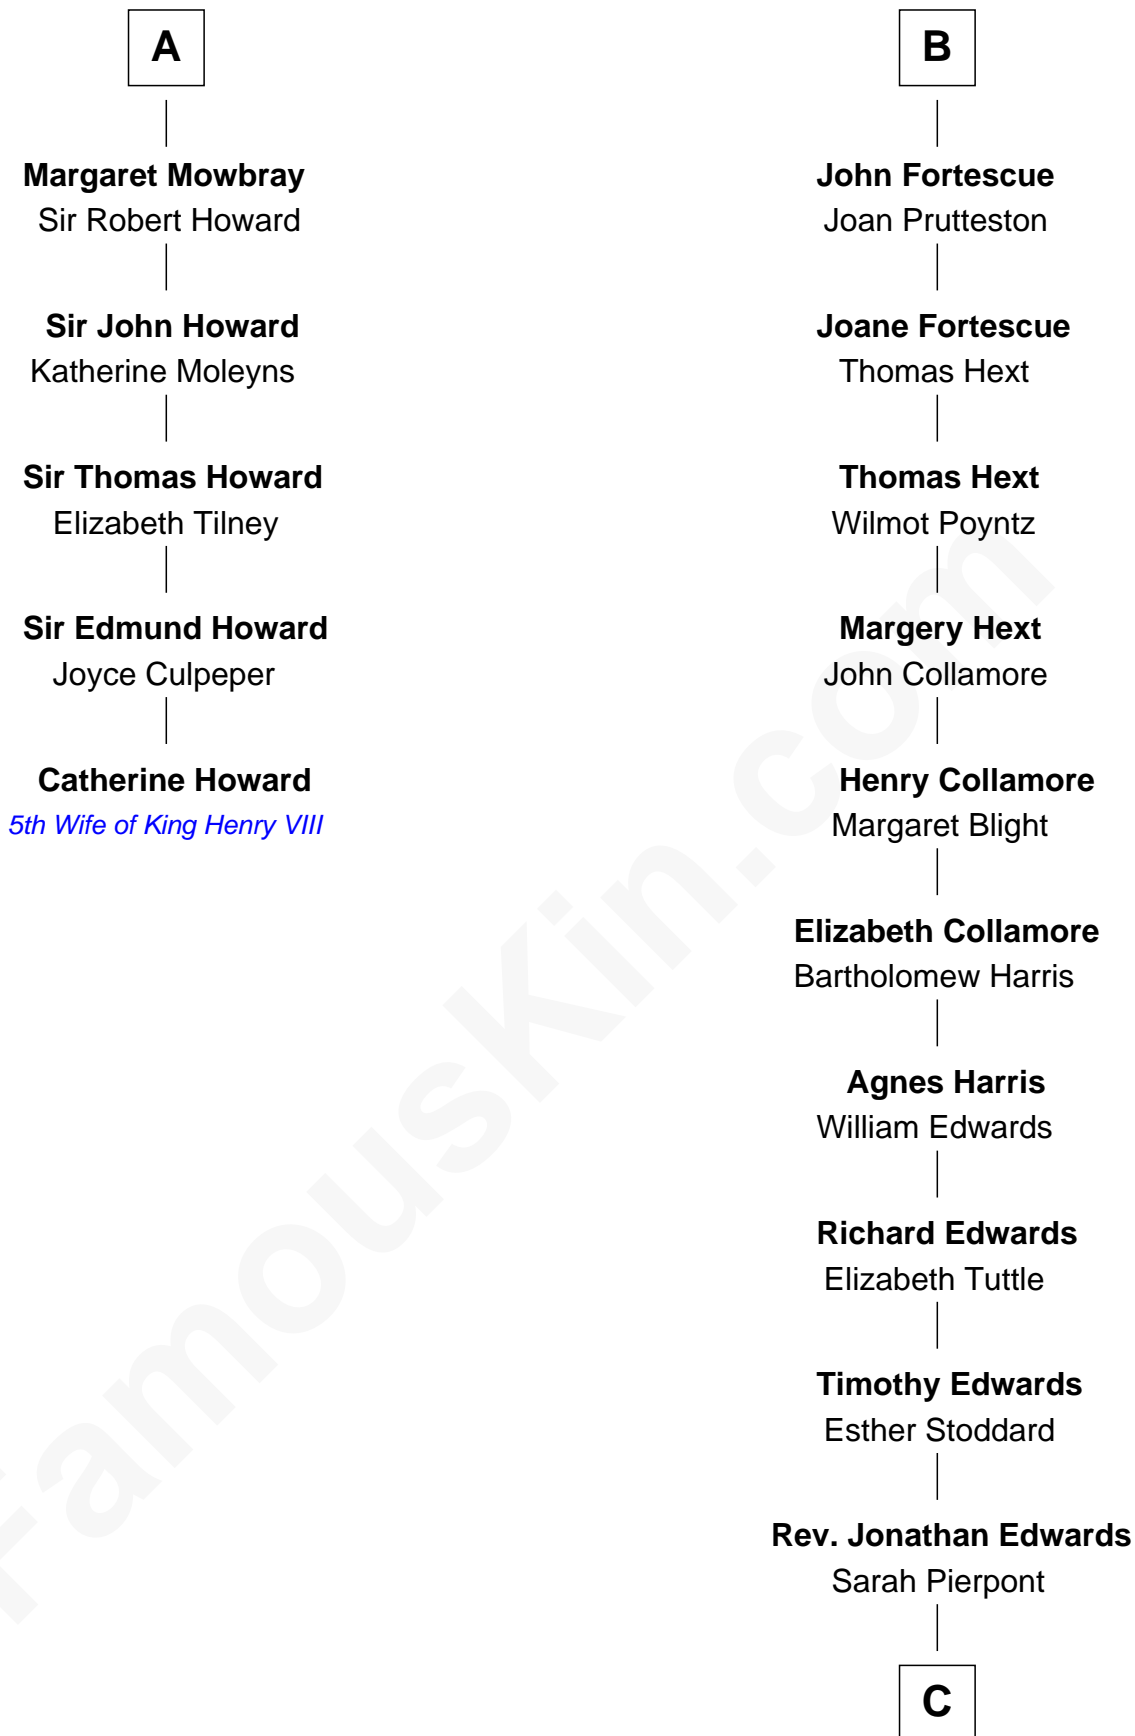 A
Margaret Mowbray
Sir Robert Howard
Sir John Howard
Katherine Moleyns
Sir Thomas Howard
Elizabeth Tilney
Sir Edmund Howard
Joyce Culpeper
Catherine Howard
5th Wife of King Henry VIII
B
John Fortescue
Joan Prutteston
Joane Fortescue
Thomas Hext
Thomas Hext
Wilmot Poyntz
Margery Hext
John Collamore
Henry Collamore
Margaret Blight
Elizabeth Collamore
Bartholomew Harris
Agnes Harris
William Edwards
Richard Edwards
Elizabeth Tuttle
Timothy Edwards
Esther Stoddard
Rev. Jonathan Edwards
Sarah Pierpont
C
FamousKin.com